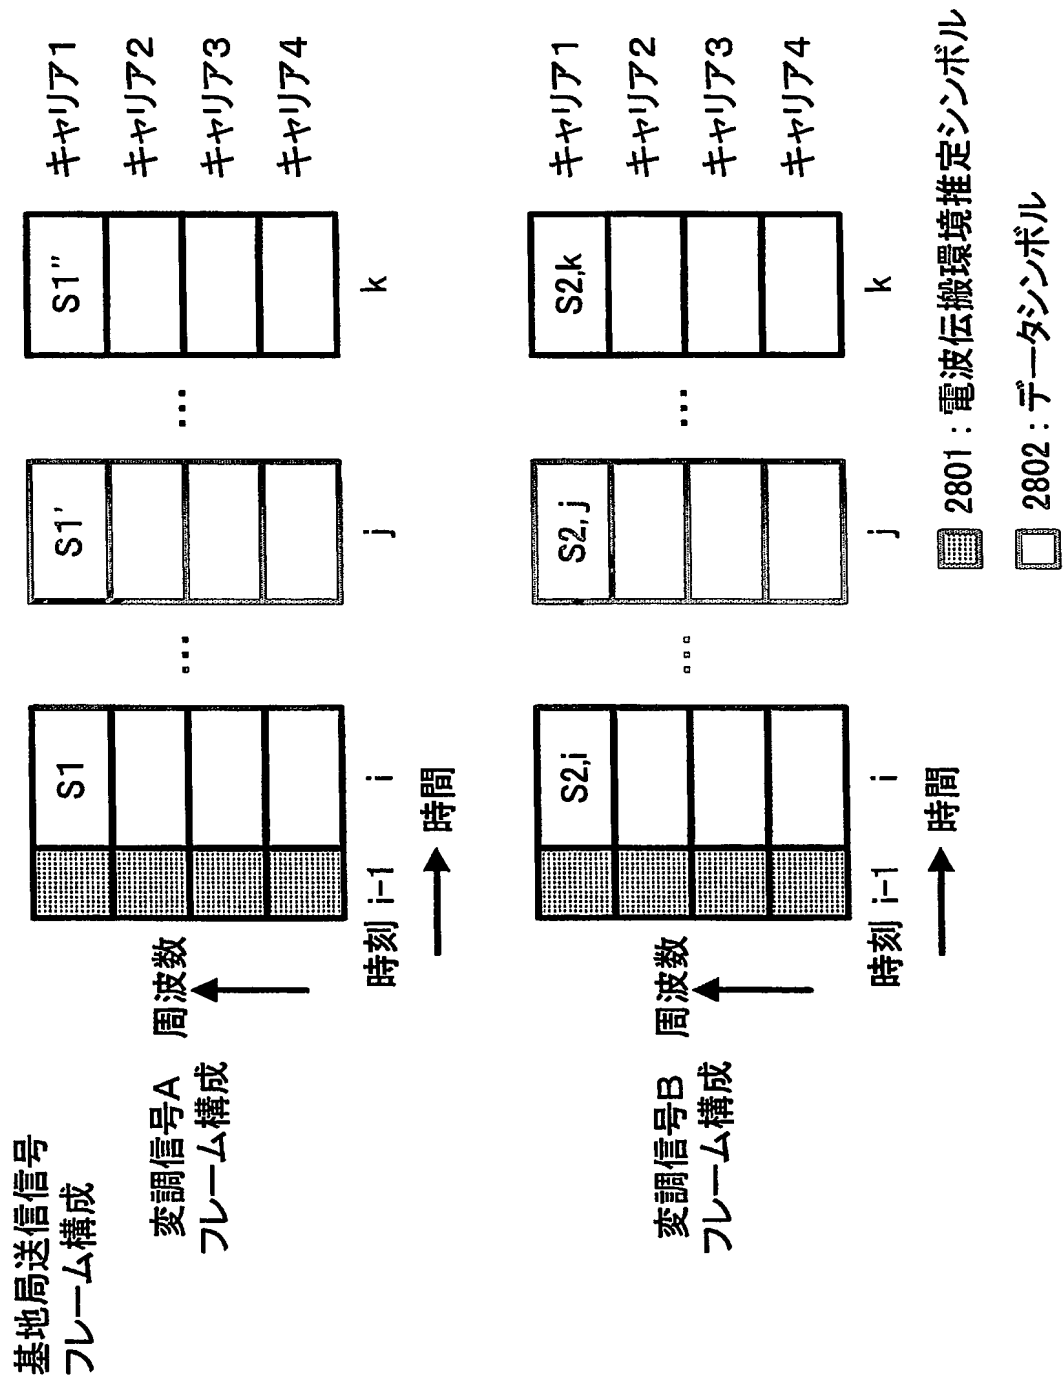 基地局送信信号
フレーム構成
変調信号A
フレーム構成
周波数
S1
S1'
S1''
キャリア1
キャリア2
キャリア3
キャリア4
...
...
時刻 i-1
i
j
k
時間
変調信号B
フレーム構成
周波数
S2,i
S2,j
S2,k
キャリア1
キャリア2
キャリア3
キャリア4
...
...
時刻 i-1
i
j
k
時間
2801：電波伝搬環境推定シンボル
2802：データシンボル